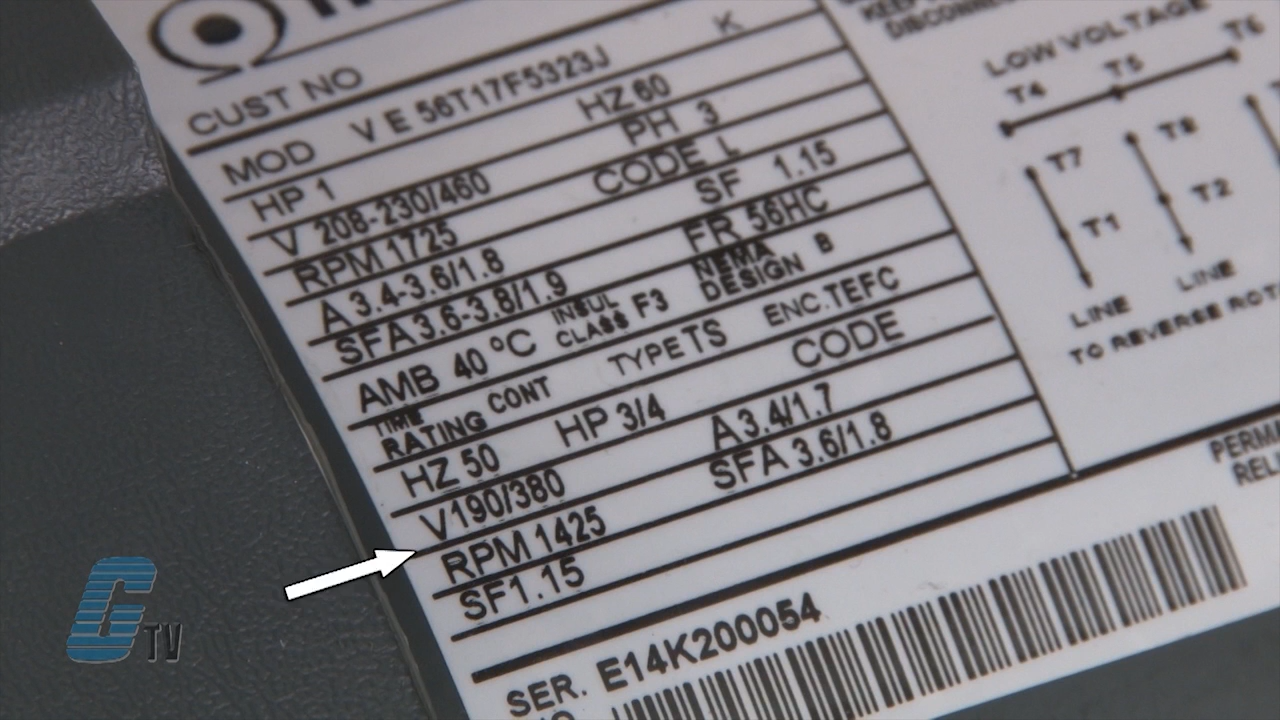 CUST NO K
MOD V E 56T17F5323J
HP 1 HZ 60
V 208-230/460 PH 3
RPM 1725 CODE L
A 3.4-3.6/1.8 SF 1.15
SFA 3.6-3.8/1.9 FR 56HC
AMB 40 °C INSUL CLASS F3 NEMA DESIGN B
TIME RATING CONT TYPE TS ENC.TEFC
HZ 50 HP 3/4 CODE
V190/380 A 3.4/1.7
RPM 1425 SFA 3.6/1.8
SF1.15
SER. E14K200054
NO.
KEEP
LOW VOLTAGE
T4 T5 T6
T7 T8
T1 T2
LINE LINE
TO REVERSE
G TV